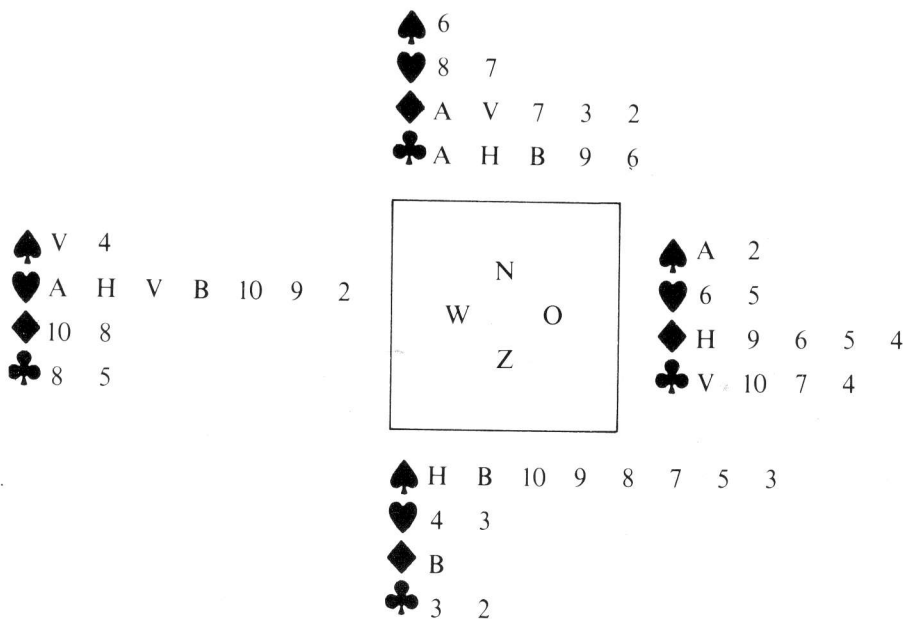 ♠ 6
♥ 8 7
♦ A V 7 3 2
♣ A H B 9 6
♠ V 4
♥ A H V B 10 9 2
♦ 10 8
♣ 8 5
N
W O
Z
♠ A 2
♥ 6 5
♦ H 9 6 5 4
♣ V 10 7 4
♠ H B 10 9 8 7 5 3
♥ 4 3
♦ B
♣ 3 2